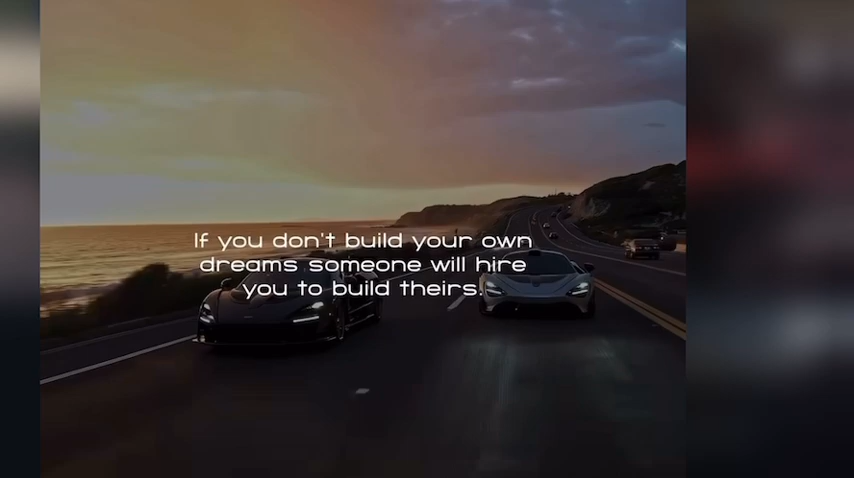 If you don't build your own
dreams someone will hire
you to build theirs.